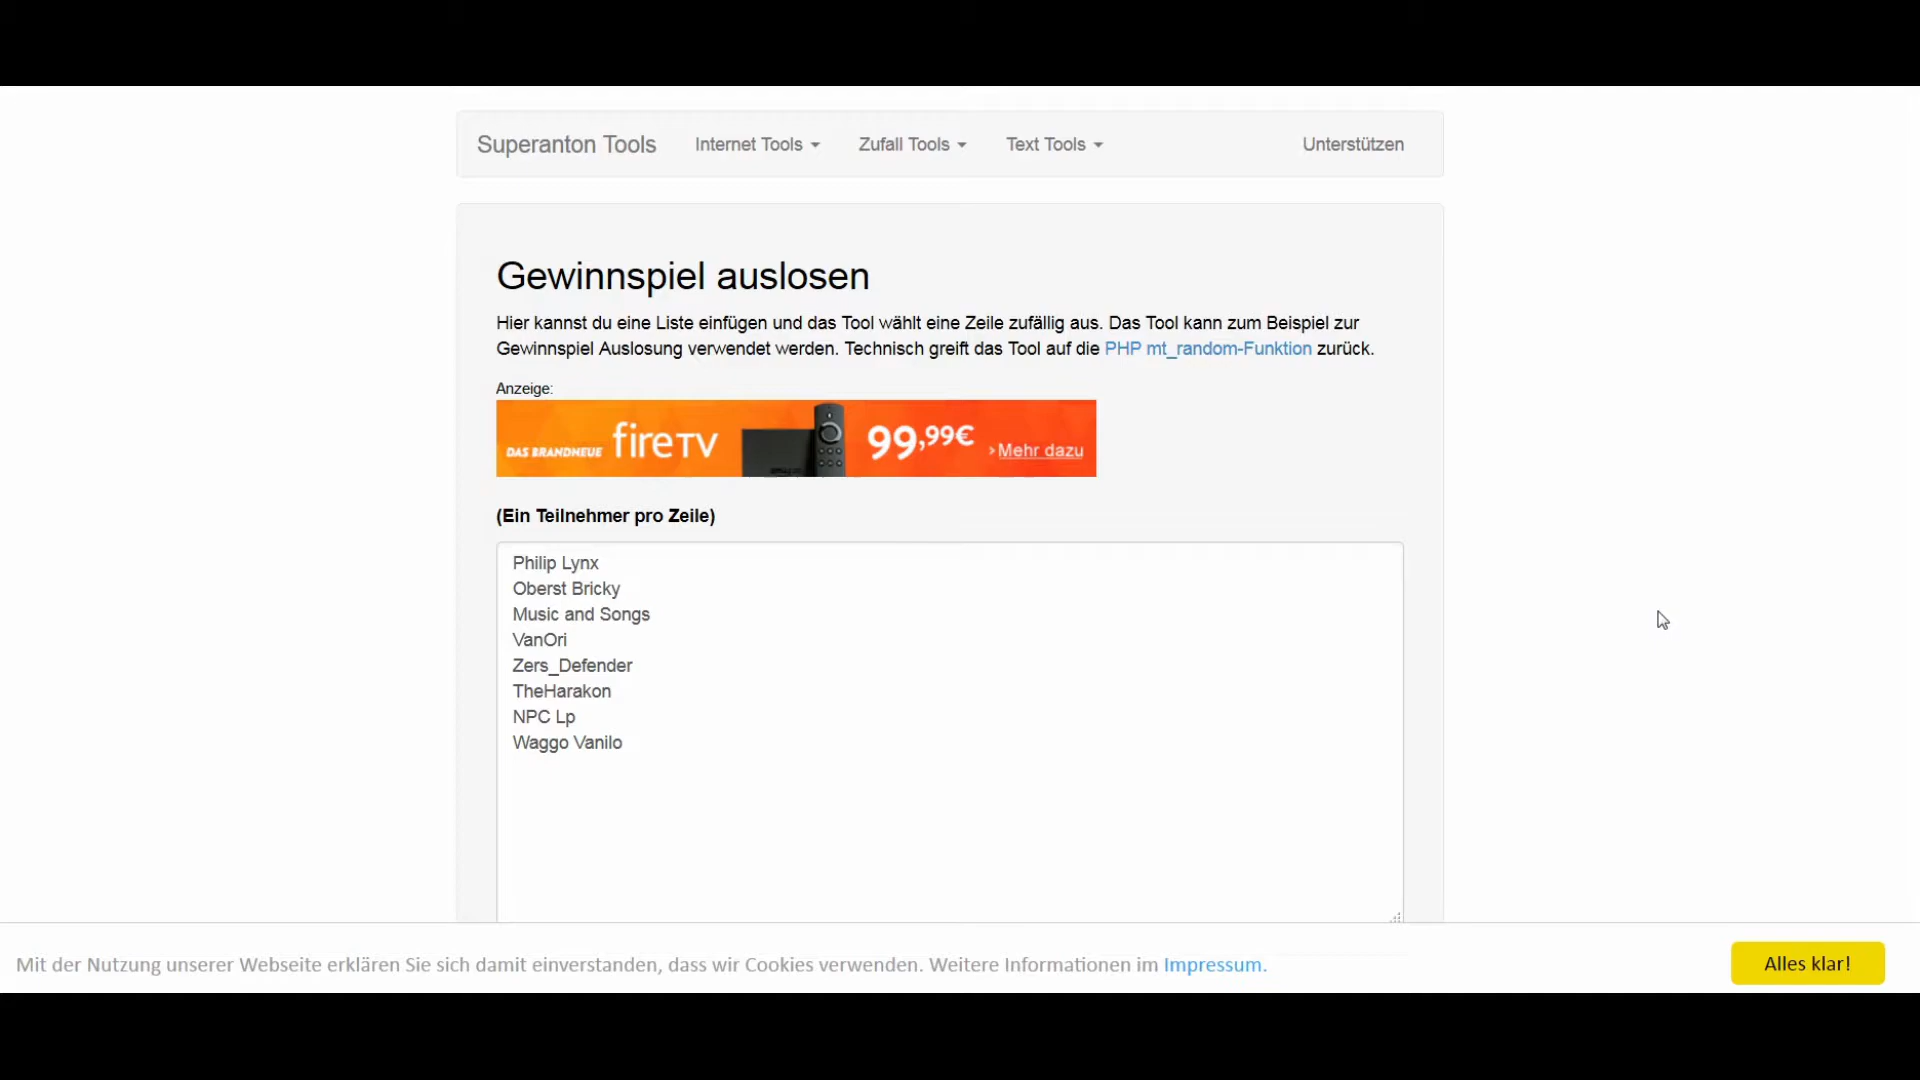 Superanton Tools Internet Tools Zufall Tools Text Tools Unterstützen
Gewinnspiel auslosen
Hier kannst du eine Liste einfügen und das Tool wählt eine Zeile zufällig aus. Das Tool kann zum Beispiel zur
Gewinnspiel Auslosung verwendet werden. Technisch greift das Tool auf die PHP mt_random-Funktion zurück.
Anzeige:
DAS BRANDNEUE fireTV 99,99€ ›Mehr dazu
(Ein Teilnehmer pro Zeile)
Philip Lynx
Oberst Bricky
Music and Songs
VanOri
Zers_Defender
TheHarakon
NPC Lp
Waggo Vanilo
Mit der Nutzung unserer Webseite erklären Sie sich damit einverstanden, dass wir Cookies verwenden. Weitere Informationen im Impressum. Alles klar!